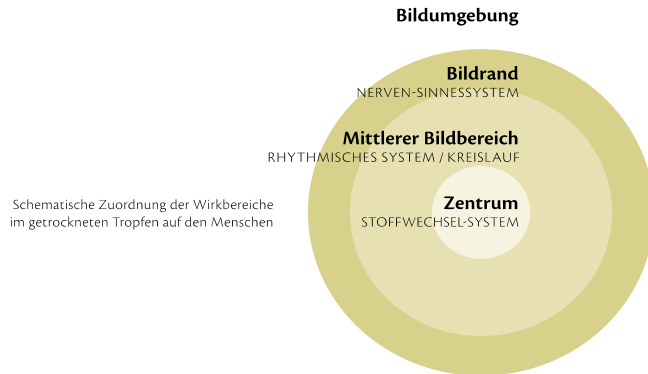 Bildumgebung
Bildrand
NERVEN-SINNESSYSTEM
Mittlerer Bildbereich
RHYTHMISCHES SYSTEM / KREISLAUF
Zentrum
STOFFWECHSEL-SYSTEM
Schematische Zuordnung der Wirkbereiche
im getrockneten Tropfen auf den Menschen